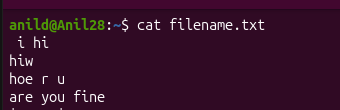 anild@Anil28:~$ cat filename.txt
 i hi
hiw
hoe r u
are you fine